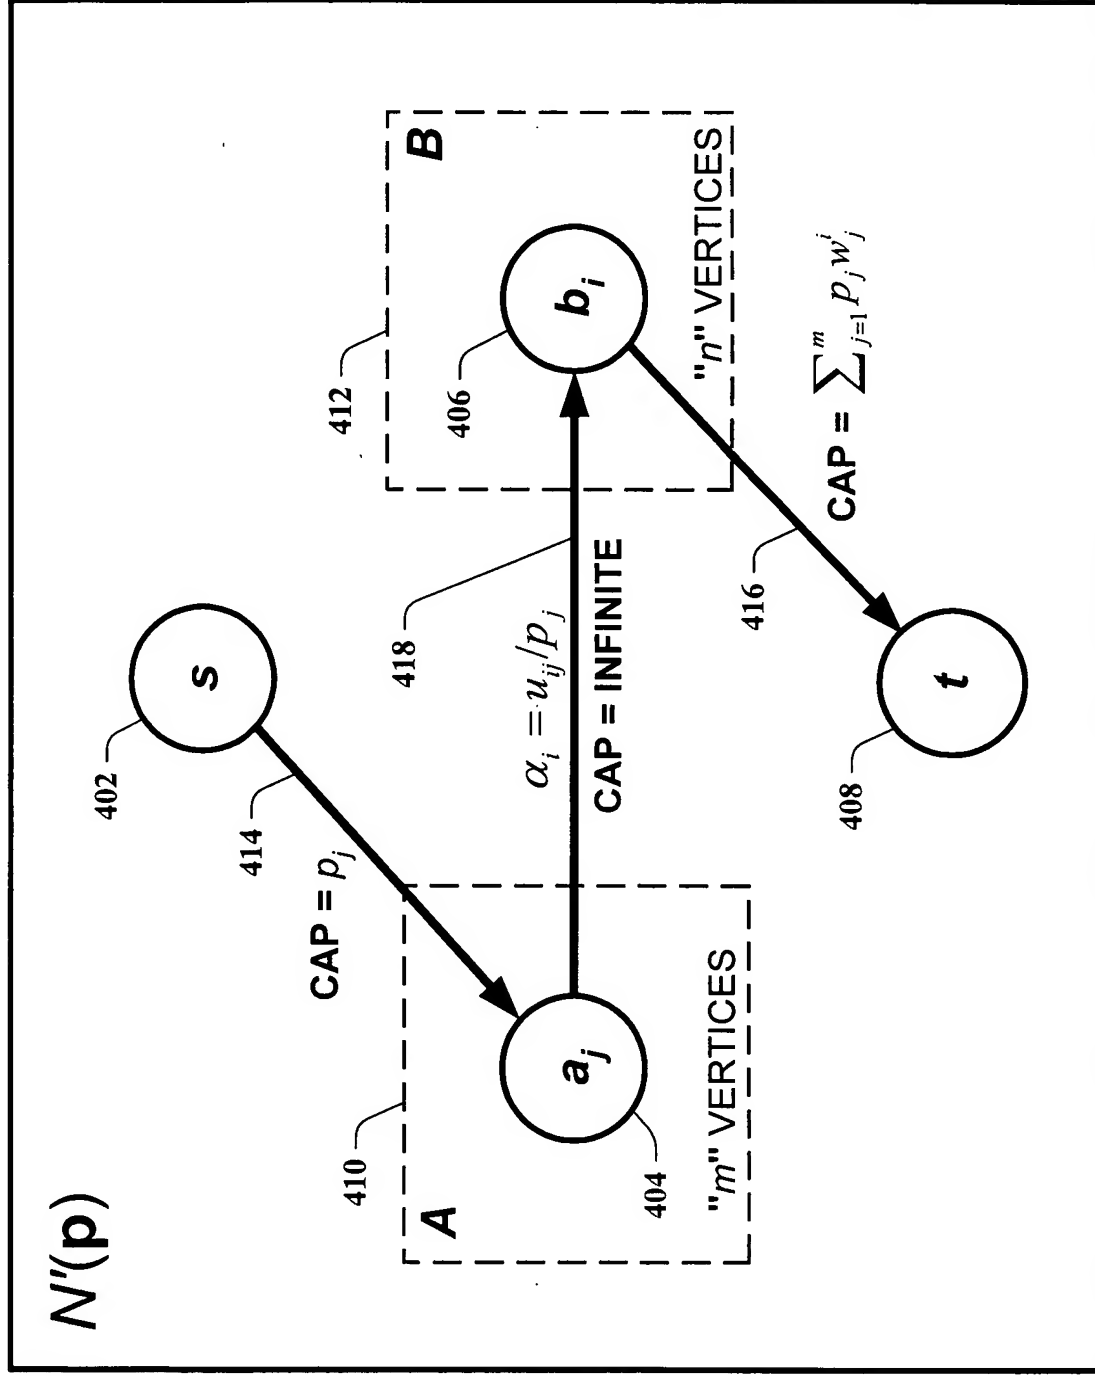 N'(p)
402
s
414
CAP = p_j
410
A
a_j
404
"m" VERTICES
α_i = u_ij/p_j
CAP = INFINITE
418
412
B
406
b_i
"n" VERTICES
416
CAP = ∑_{j=1}^{m} p_j w_j^i
408
t